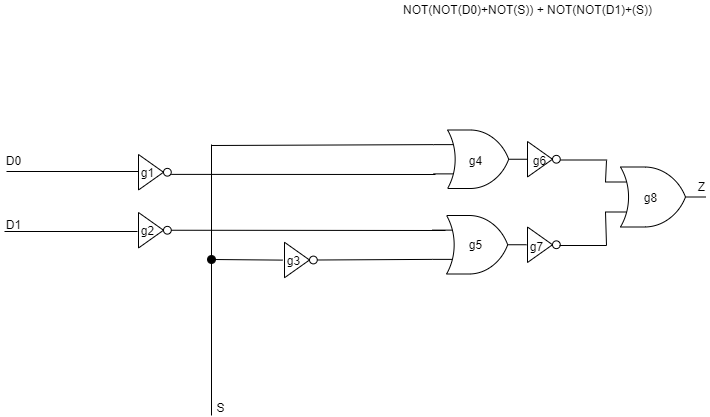 NOT(NOT(D0)+NOT(S)) + NOT(NOT(D1)+(S))
D0
g1
g4
g6
g8
Z
D1
g2
g3
g5
g7
S